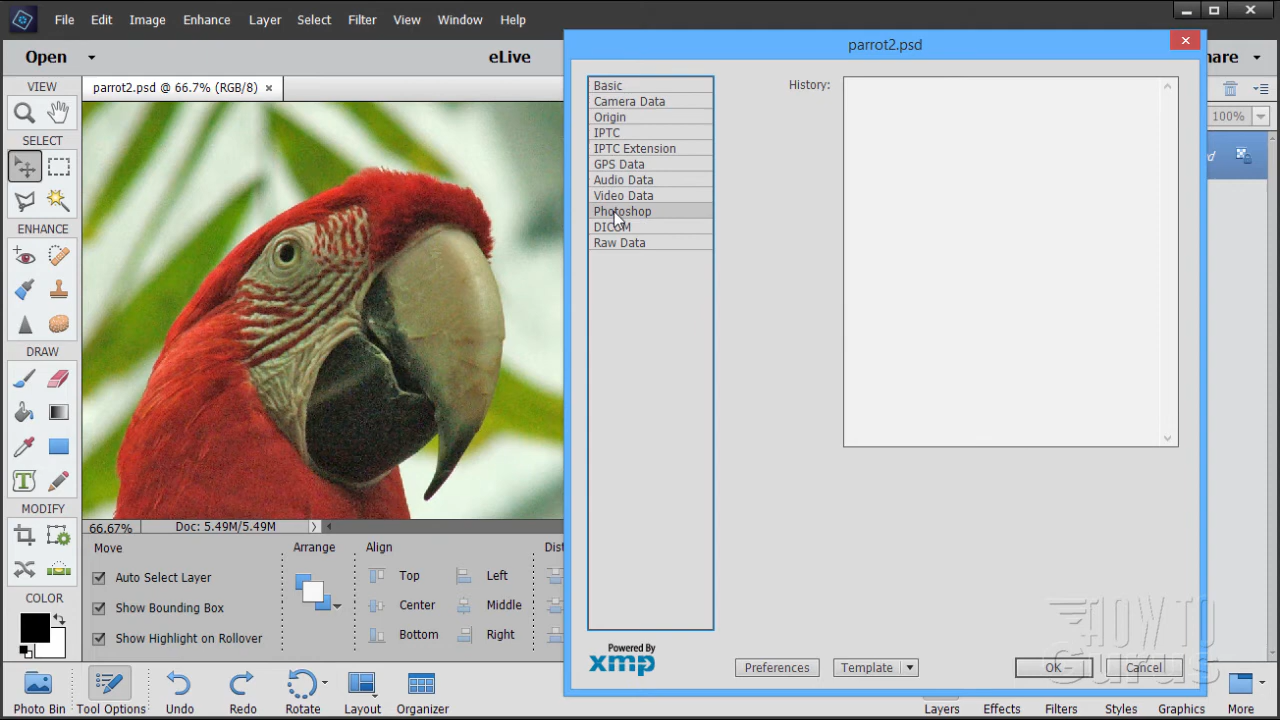 File Edit Image Enhance Layer Select Filter View Window Help
Open eLive hare
parrot2.psd @ 66.7% (RGB/8) ×
100%
d
VIEW
SELECT
ENHANCE
DRAW
MODIFY
COLOR
parrot2.psd
Basic
Camera Data
Origin
IPTC
IPTC Extension
GPS Data
Audio Data
Video Data
Photoshop
DICOM
Raw Data
History:
Powered By
xmp
Preferences Template OK Cancel
HOWTO
Gurus
66.67% Doc: 5.49M/5.49M
Move Arrange Align Dist
Auto Select Layer
Show Bounding Box
Show Highlight on Rollover
Top Left
Center Middle
Bottom Right
Photo Bin Tool Options Undo Redo Rotate Layout Organizer Layers Effects Filters Styles Graphics More